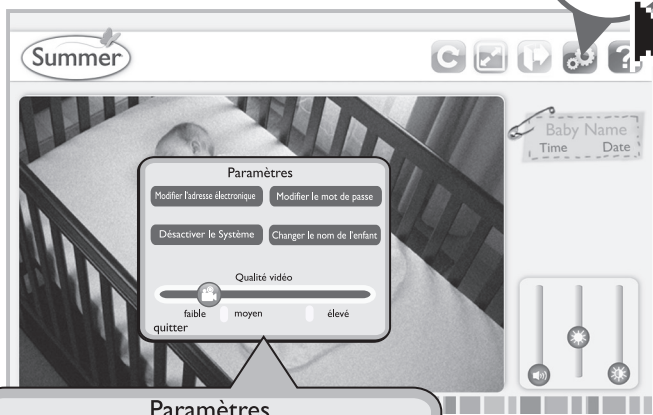 Summer
Baby Name
Time Date
Paramètres
Modifier l'adresse électronique Modifier le mot de passe
Désactiver le Système Changer le nom de l'enfant
Qualité vidéo
faible moyen élevé
quitter
Paramètres